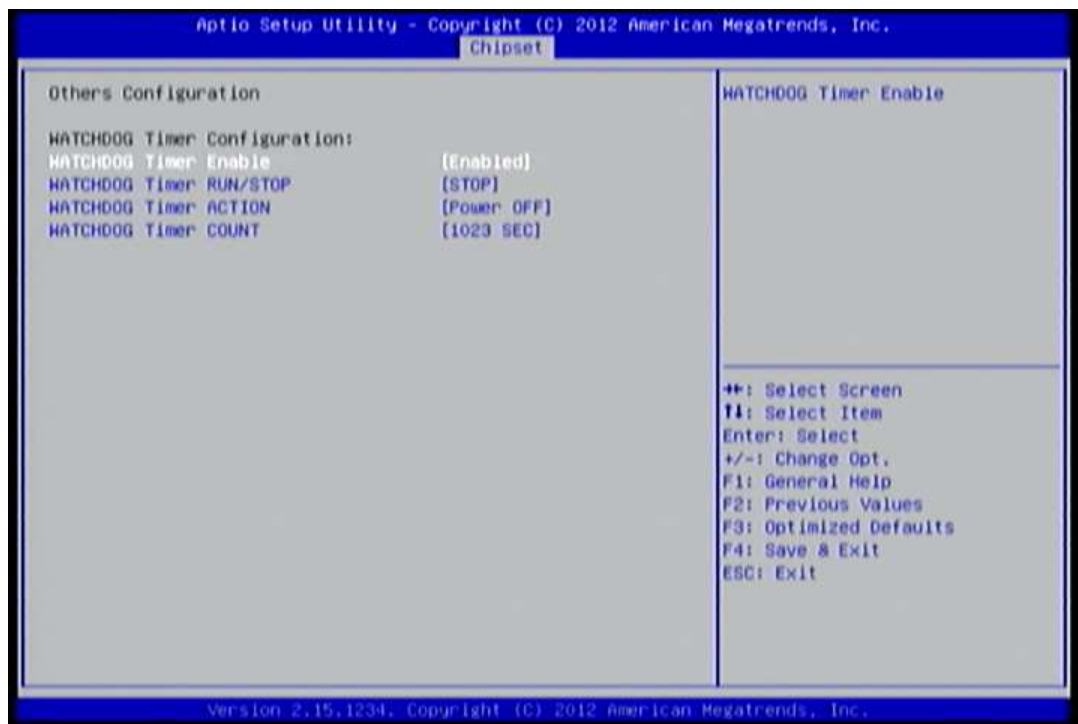 Aptio Setup Utility - Copyright (C) 2012 American Megatrends, Inc.
Chipset
Others Configuration
WATCHDOG Timer Configuration:
WATCHDOG Timer Enable [Enabled]
WATCHDOG Timer RUN/STOP [STOP]
WATCHDOG Timer ACTION [Power OFF]
WATCHDOG Timer COUNT [1023 SEC]
WATCHDOG Timer Enable
→←: Select Screen
↑↓: Select Item
Enter: Select
+/-: Change Opt.
F1: General Help
F2: Previous Values
F3: Optimized Defaults
F4: Save & Exit
ESC: Exit
Version 2.15.1234. Copyright (C) 2012 American Megatrends, Inc.